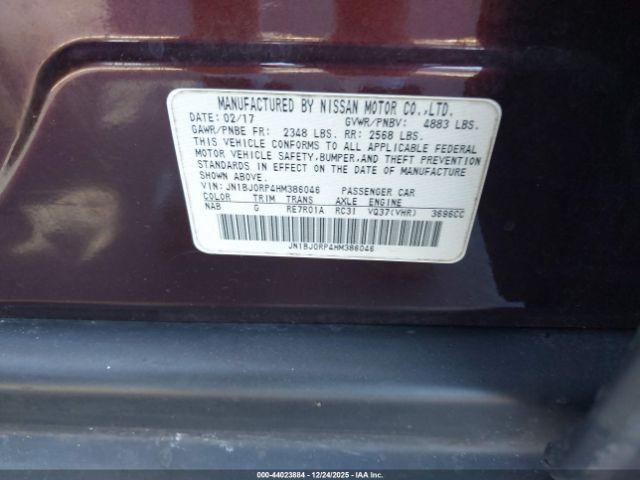 MANUFACTURED BY NISSAN MOTOR CO.,LTD.
DATE: 02/17 GVWR/PNBV: 4883 LBS.
GAWR/PNBE FR: 2348 LBS. RR: 2568 LBS.
THIS VEHICLE CONFORMS TO ALL APPLICABLE FEDERAL
MOTOR VEHICLE SAFETY,BUMPER,AND THEFT PREVENTION
STANDARDS IN EFFECT ON THE DATE OF MANUFACTURE
SHOWN ABOVE.
VIN: JN1BJ0RP4HM386046 PASSENGER CAR
COLOR TRIM TRANS AXLE ENGINE
NAB G RE7R01A RC31 VQ37(VHR) 3696CC
JN1BJ0RP4HM386046
000-44023884 - 12/24/2025 - IAA, Inc.